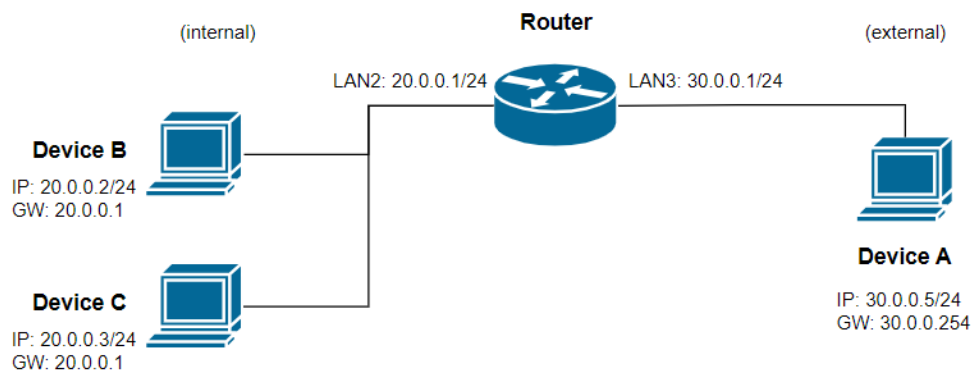 (internal)
Router
(external)
LAN2: 20.0.0.1/24
LAN3: 30.0.0.1/24
Device B
IP: 20.0.0.2/24
GW: 20.0.0.1
Device A
IP: 30.0.0.5/24
GW: 30.0.0.254
Device C
IP: 20.0.0.3/24
GW: 20.0.0.1